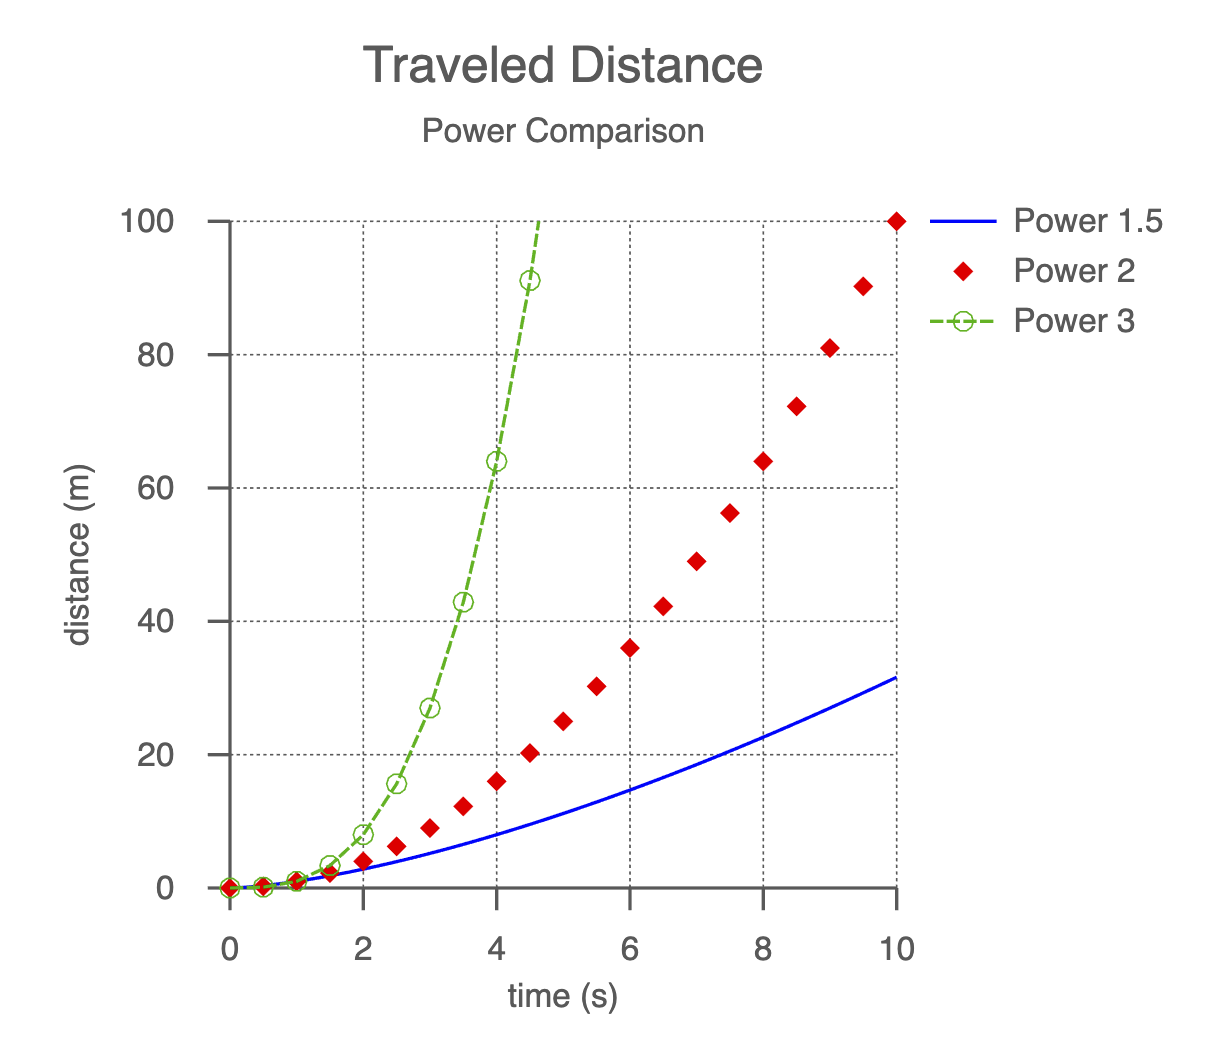 Traveled Distance
Power Comparison
100
80
60
40
20
0
distance (m)
0 2 4 6 8 10
time (s)
Power 1.5
Power 2
Power 3